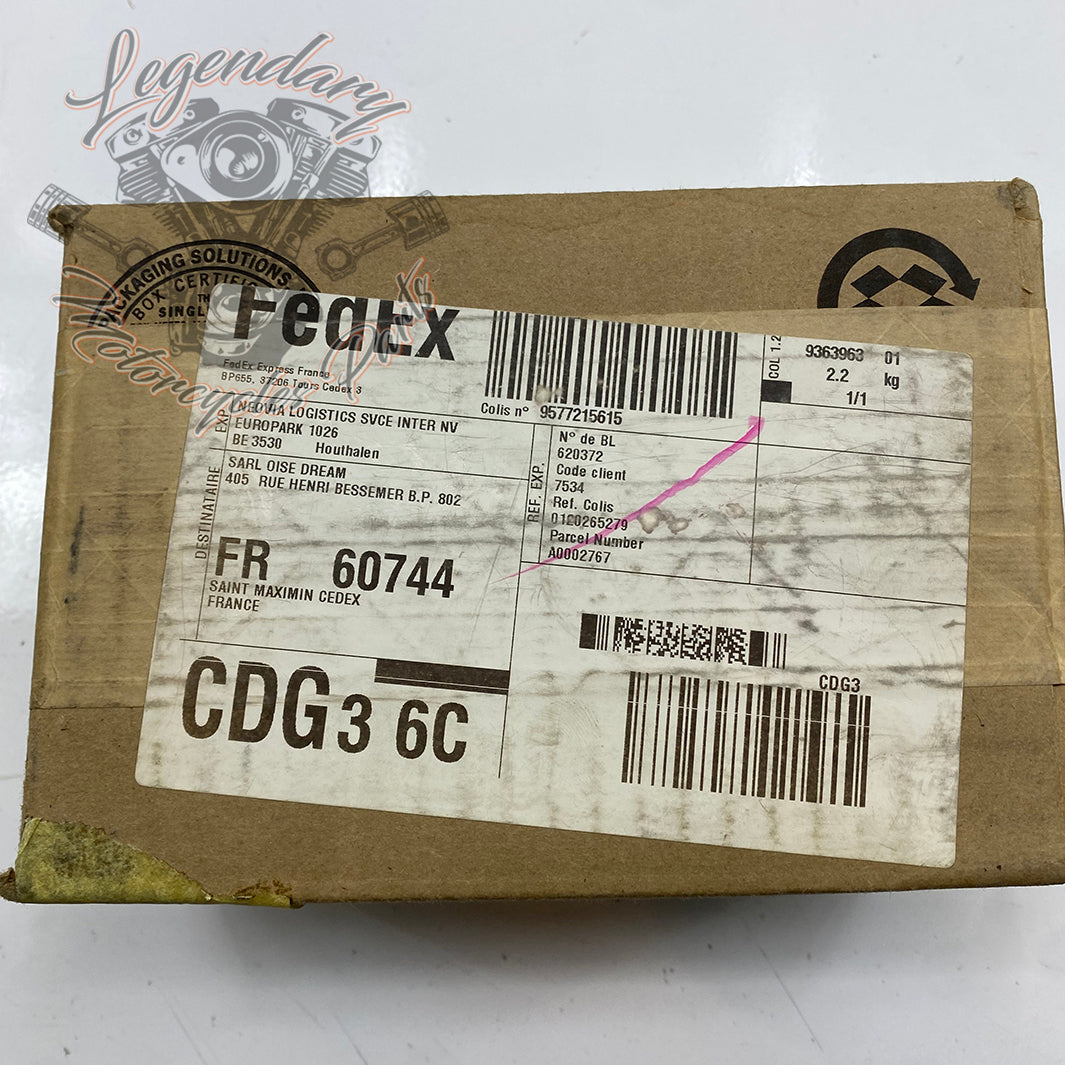 Legendary
Motorcycles Parts
PACKAGING SOLUTIONS,
BOX CERTIF
TH
SINGL
FedEx
FedEx Express France
BP655, 37206 Tours Cedex 3
Colis n° 9577215615
COL 1.2
9363963 01
2.2 kg
1/1
EXP.
NEOVIA LOGISTICS SVCE INTER NV
EUROPARK 1026
BE 3530 Houthalen
DESTINATAIRE
SARL OISE DREAM
405 RUE HENRI BESSEMER B.P. 802
FR 60744
SAINT MAXIMIN CEDEX
FRANCE
REF. EXP.
N° de BL
620372
Code client
7534
Ref. Colis
0120265279
Parcel Number
A0002767
CDG3 6C
CDG3